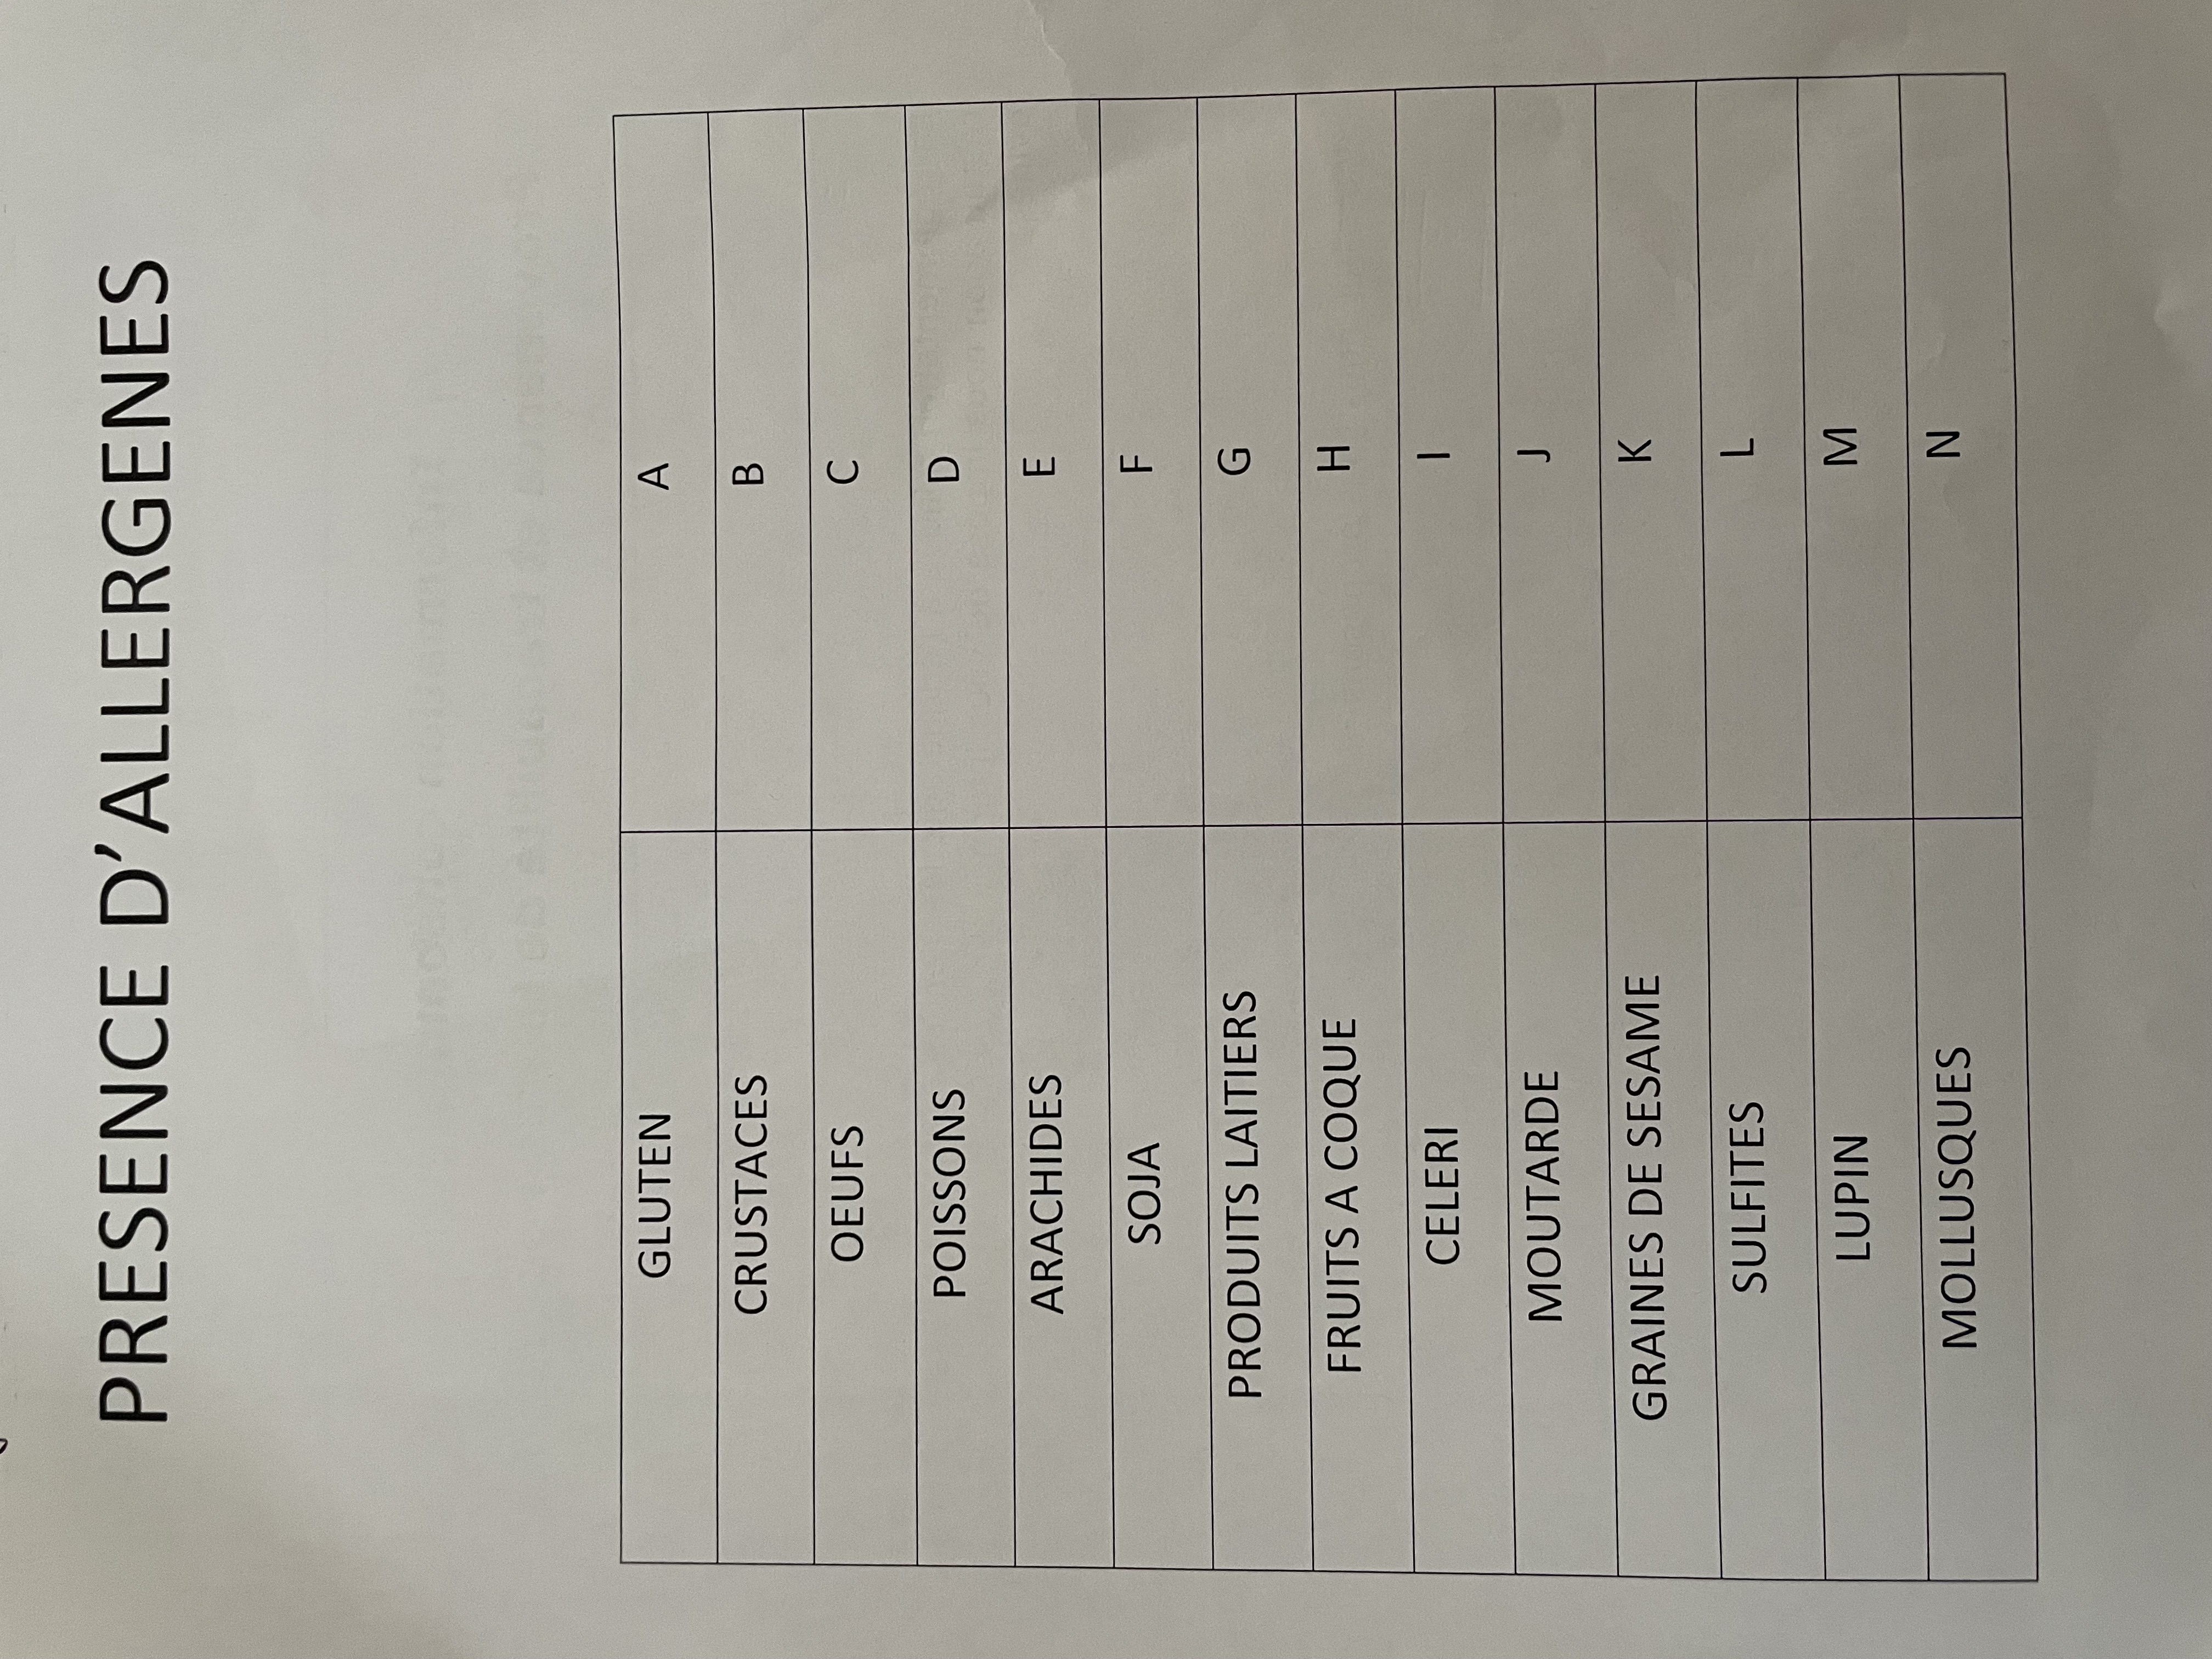 PRESENCE D’ALLERGENES
GLUTEN A
CRUSTACES B
OEUFS C
POISSONS D
ARACHIDES E
SOJA F
PRODUITS LAITIERS G
FRUITS A COQUE H
CELERI I
MOUTARDE J
GRAINES DE SESAME K
SULFITES L
LUPIN M
MOLLUSQUES N